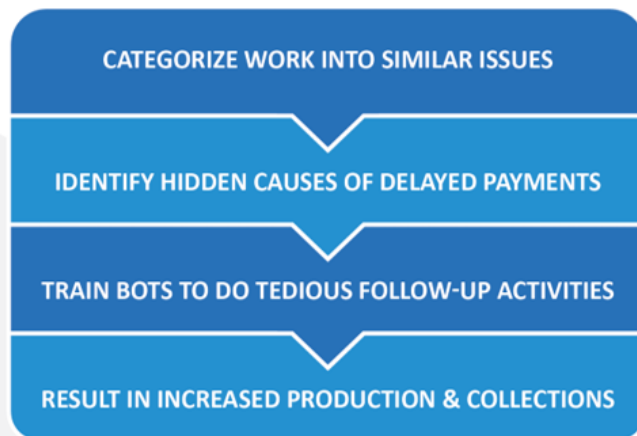 CATEGORIZE WORK INTO SIMILAR ISSUES
IDENTIFY HIDDEN CAUSES OF DELAYED PAYMENTS
TRAIN BOTS TO DO TEDIOUS FOLLOW-UP ACTIVITIES
RESULT IN INCREASED PRODUCTION & COLLECTIONS